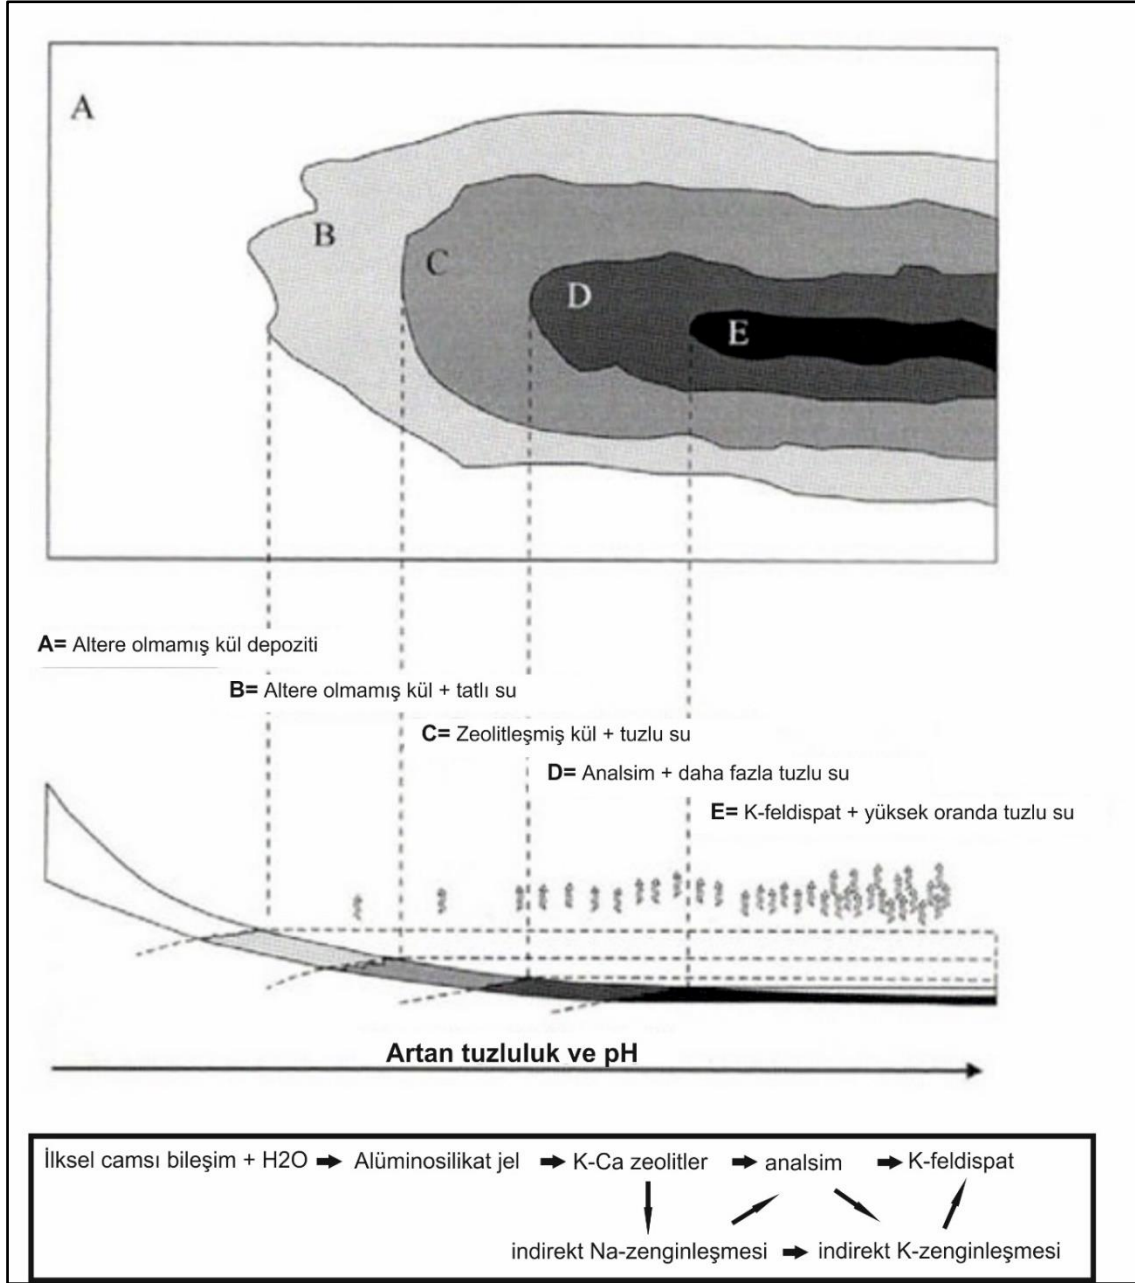 A
B
C
D
E
A= Altere olmamış kül depoziti
B= Altere olmamış kül + tatlı su
C= Zeolitleşmiş kül + tuzlu su
D= Analsim + daha fazla tuzlu su
E= K-feldispat + yüksek oranda tuzlu su
Artan tuzluluk ve pH
İlksel camsı bileşim + H2O ➡ Alüminosilikat jel ➡ K-Ca zeolitler ➡ analsim ➡ K-feldispat
indirekt Na-zenginleşmesi ➡ indirekt K-zenginleşmesi